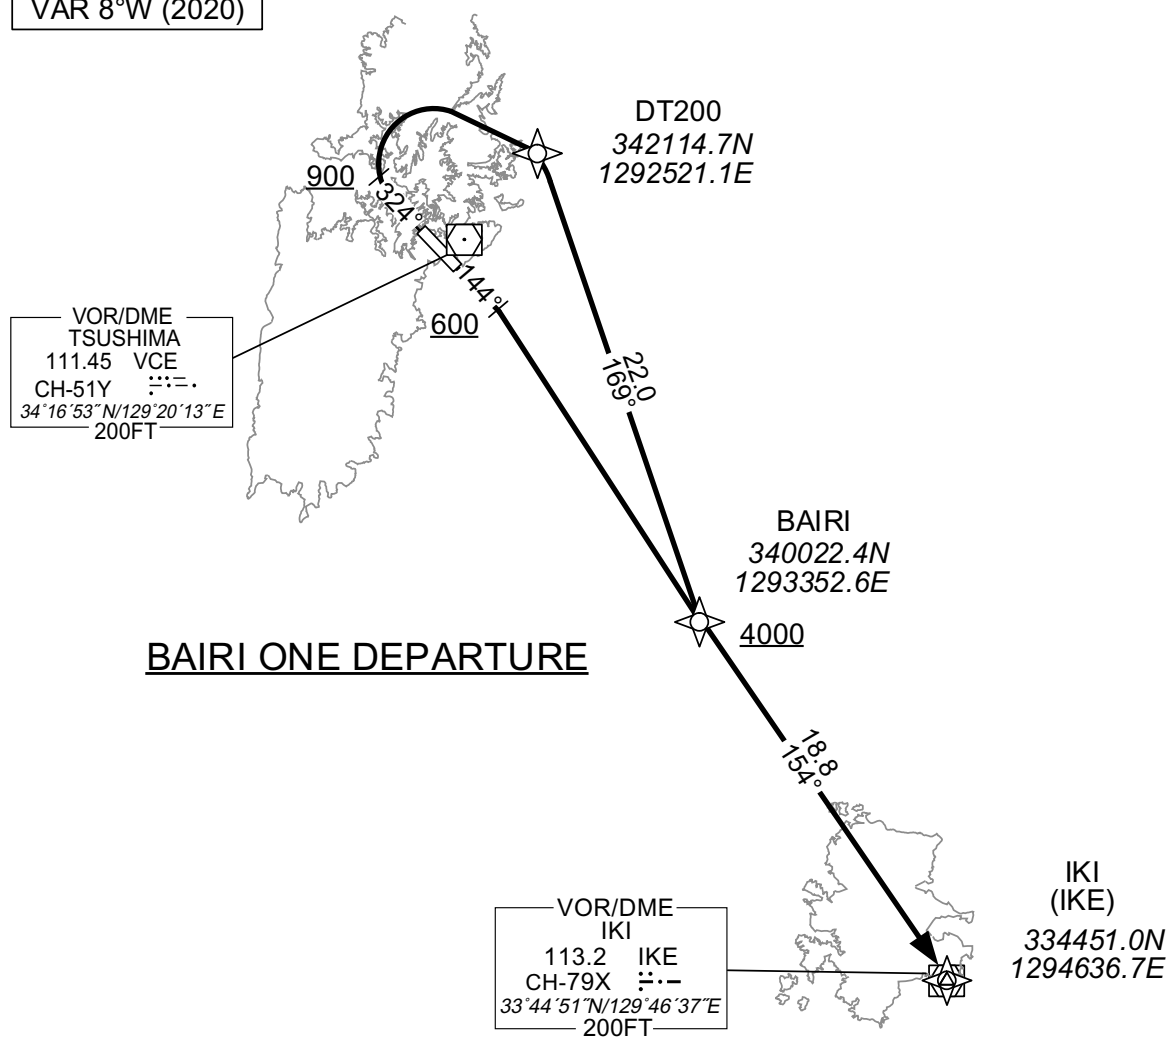 VAR 8°W (2020)
DT200
342114.7N
1292521.1E
900
324°
144°
600
VOR/DME
TSUSHIMA
111.45 VCE
CH-51Y
34°16´53˝N/129°20´13˝E
200FT
22.0
169°
BAIRI
340022.4N
1293352.6E
4000
BAIRI ONE DEPARTURE
18.8
154°
IKI
(IKE)
334451.0N
1294636.7E
VOR/DME
IKI
113.2 IKE
CH-79X
33°44´51˝N/129°46´37˝E
200FT